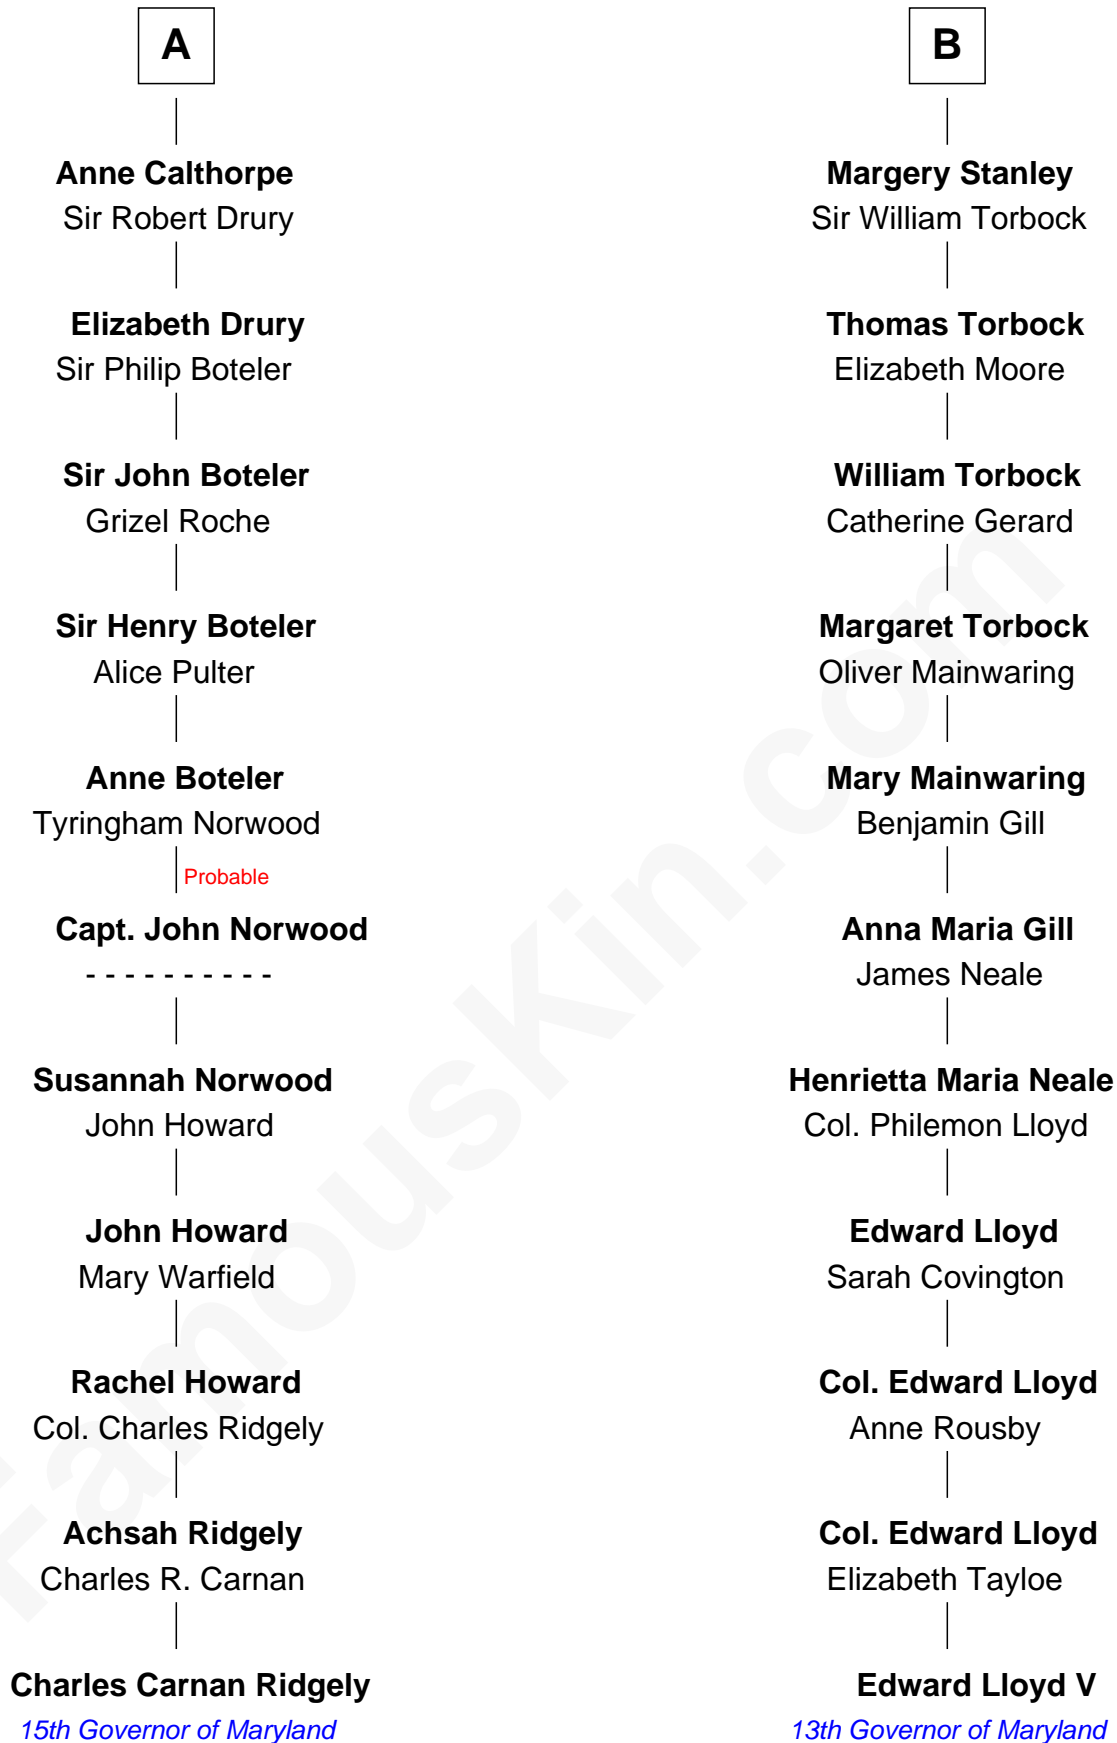 A
Anne Calthorpe
Sir Robert Drury
Elizabeth Drury
Sir Philip Boteler
Sir John Boteler
Grizel Roche
Sir Henry Boteler
Alice Pulter
Anne Boteler
Tyringham Norwood
Probable
Capt. John Norwood
- - - - - - - - - -
Susannah Norwood
John Howard
John Howard
Mary Warfield
Rachel Howard
Col. Charles Ridgely
Achsah Ridgely
Charles R. Carnan
Charles Carnan Ridgely
15th Governor of Maryland
B
Margery Stanley
Sir William Torbock
Thomas Torbock
Elizabeth Moore
William Torbock
Catherine Gerard
Margaret Torbock
Oliver Mainwaring
Mary Mainwaring
Benjamin Gill
Anna Maria Gill
James Neale
Henrietta Maria Neale
Col. Philemon Lloyd
Edward Lloyd
Sarah Covington
Col. Edward Lloyd
Anne Rousby
Col. Edward Lloyd
Elizabeth Tayloe
Edward Lloyd V
13th Governor of Maryland
FamousKin.com